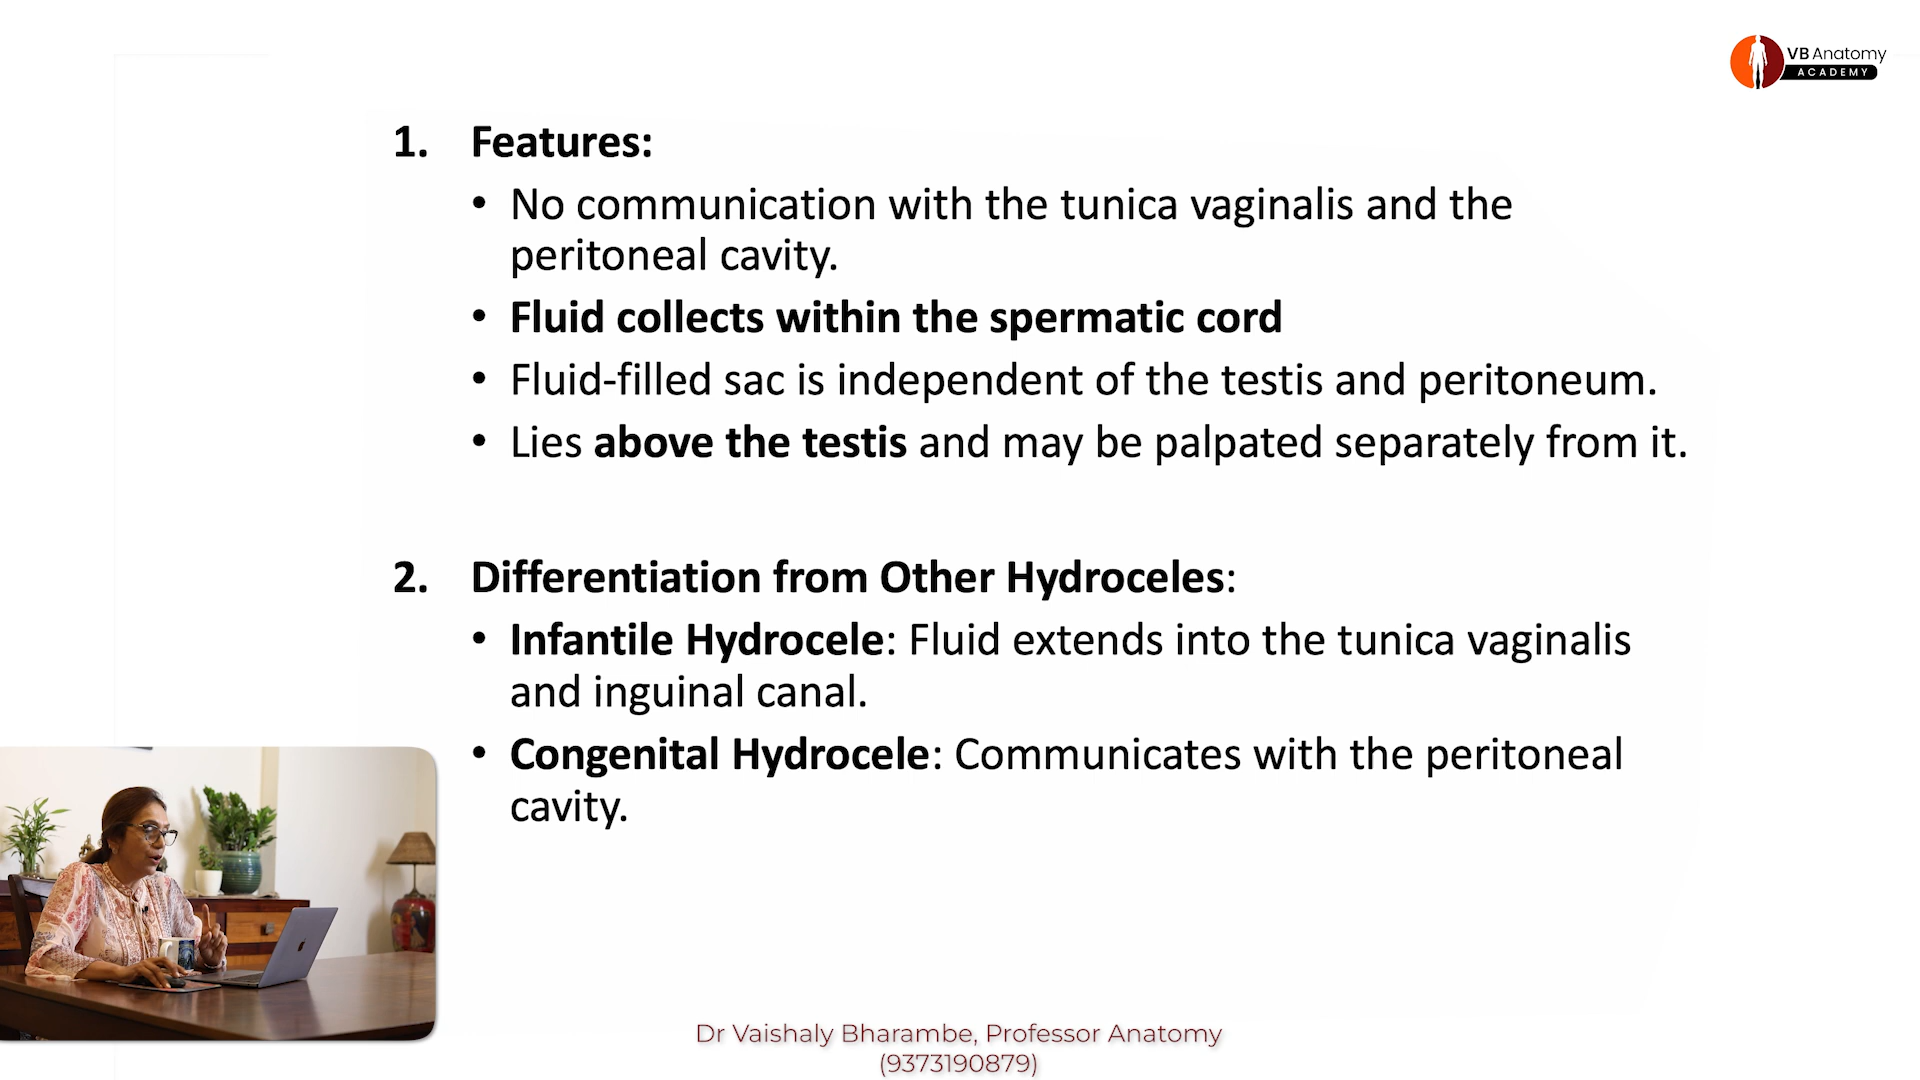 VB Anatomy
ACADEMY
1. Features:
• No communication with the tunica vaginalis and the
peritoneal cavity.
• Fluid collects within the spermatic cord
• Fluid-filled sac is independent of the testis and peritoneum.
• Lies above the testis and may be palpated separately from it.
2. Differentiation from Other Hydroceles:
• Infantile Hydrocele: Fluid extends into the tunica vaginalis
and inguinal canal.
• Congenital Hydrocele: Communicates with the peritoneal
cavity.
Dr Vaishaly Bharambe, Professor Anatomy
(9373190879)